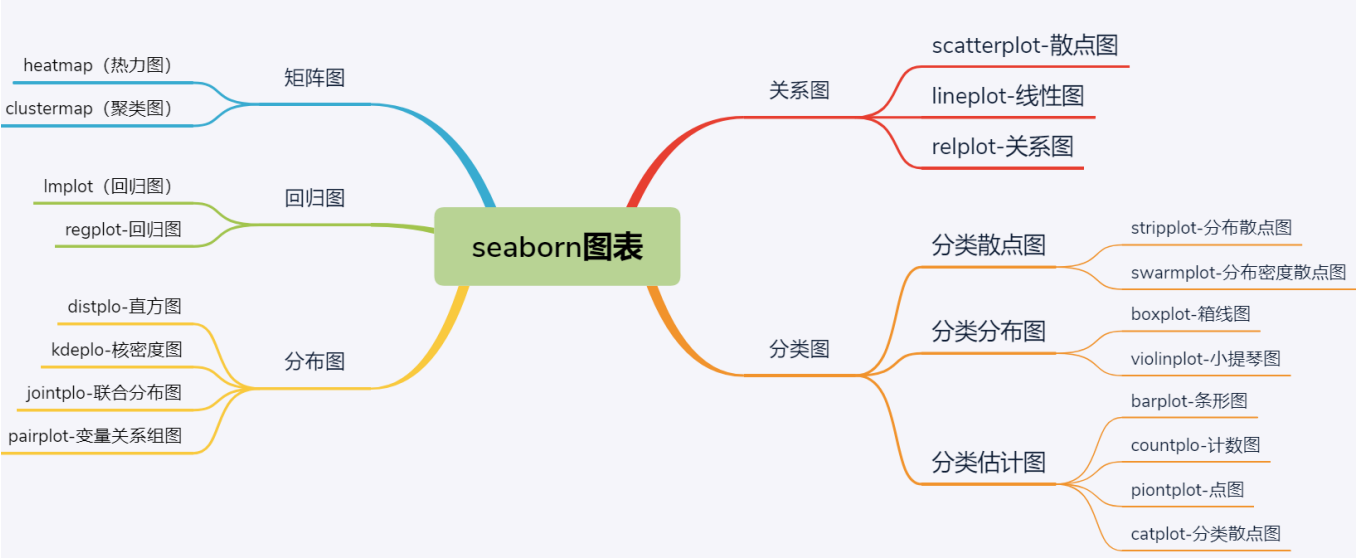 seaborn图表
矩阵图
heatmap（热力图）
clustermap（聚类图）
回归图
lmplot（回归图）
regplot-回归图
分布图
distplo-直方图
kdeplo-核密度图
jointplo-联合分布图
pairplot-变量关系组图
关系图
scatterplot-散点图
lineplot-线性图
relplot-关系图
分类图
分类散点图
stripplot-分布散点图
swarmplot-分布密度散点图
分类分布图
boxplot-箱线图
violinplot-小提琴图
分类估计图
barplot-条形图
countplo-计数图
piontplot-点图
catplot-分类散点图